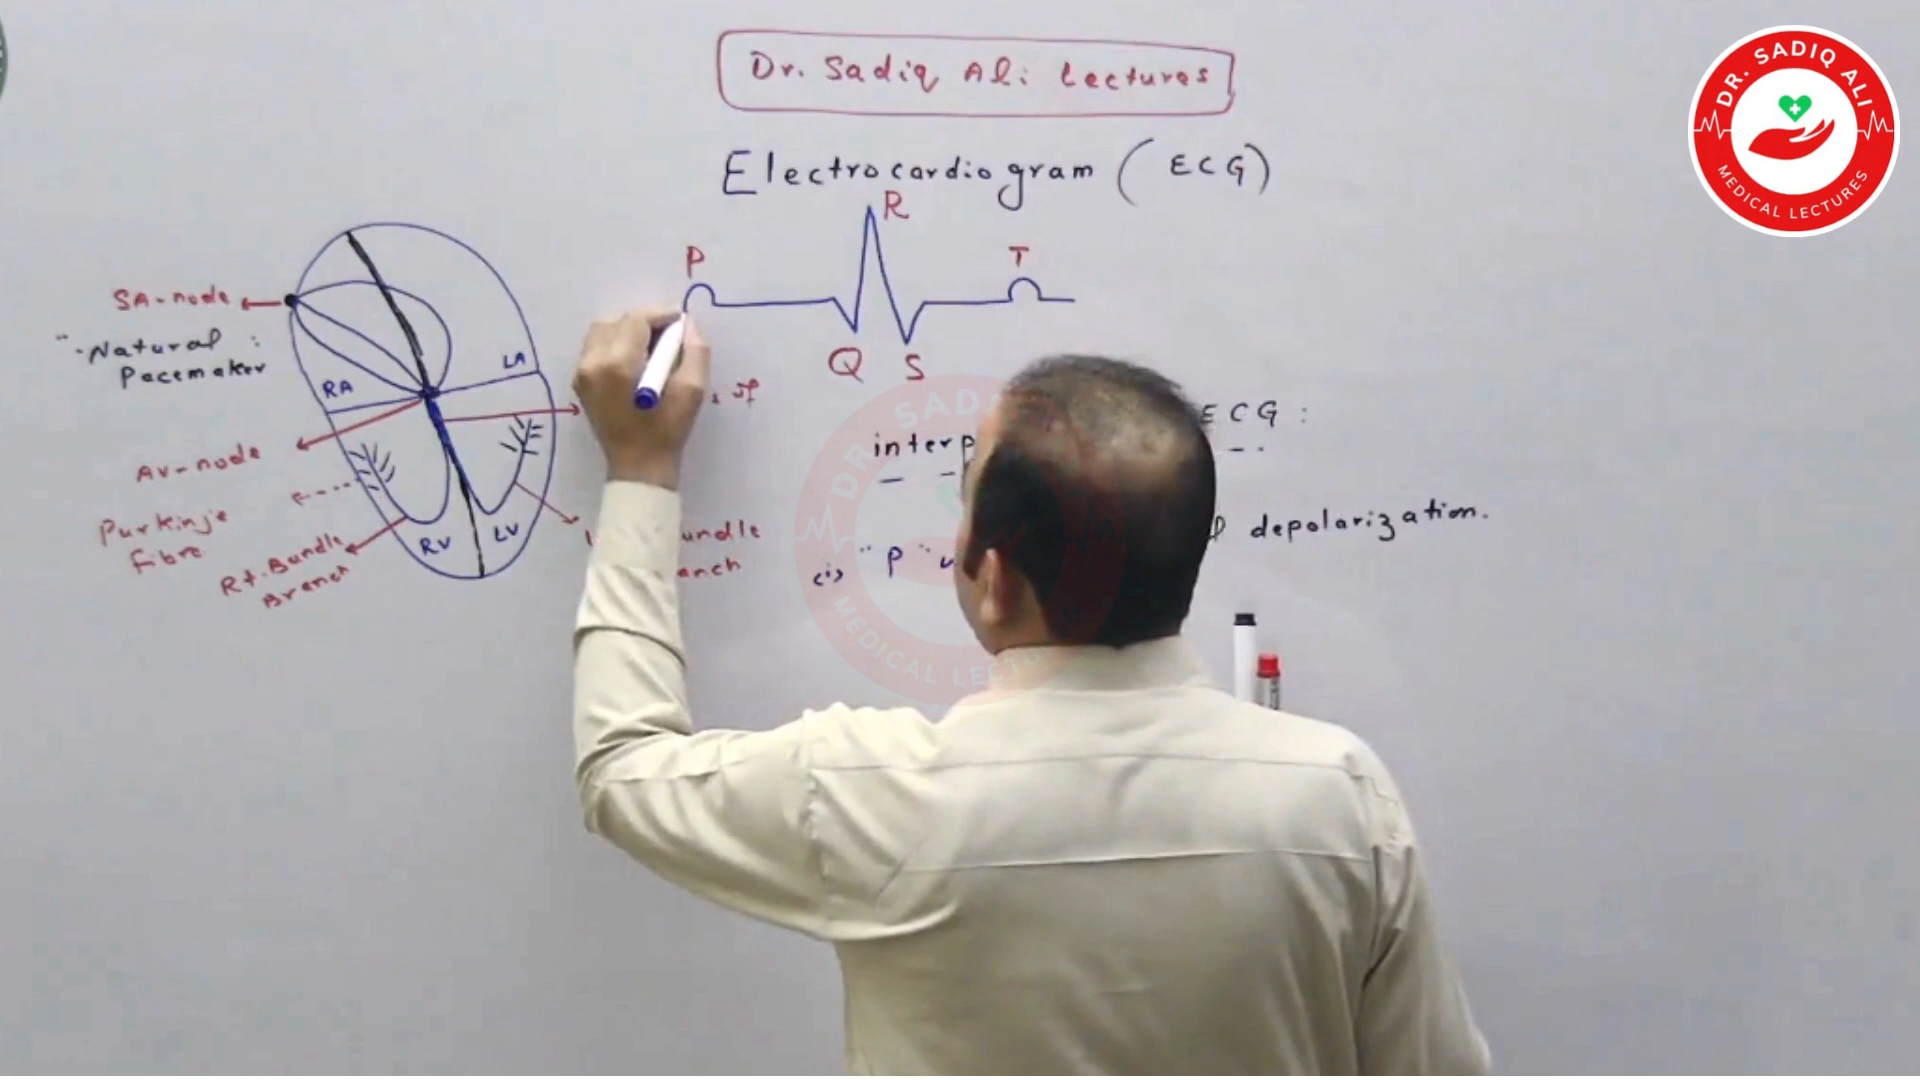 Dr. Sadiq Ali Lectures
DR. SADIQ ALI
MEDICAL LECTURES
Electrocardiogram (ECG)
R
P
T
Q
S
SA-node
"Natural :
Pacemaker
LA
RA
AV-node
Purkinje
fibre
Rt. Bundle
Branch
RV
LV
ECG :
depolarization.
(i) "P"
MEDICAL